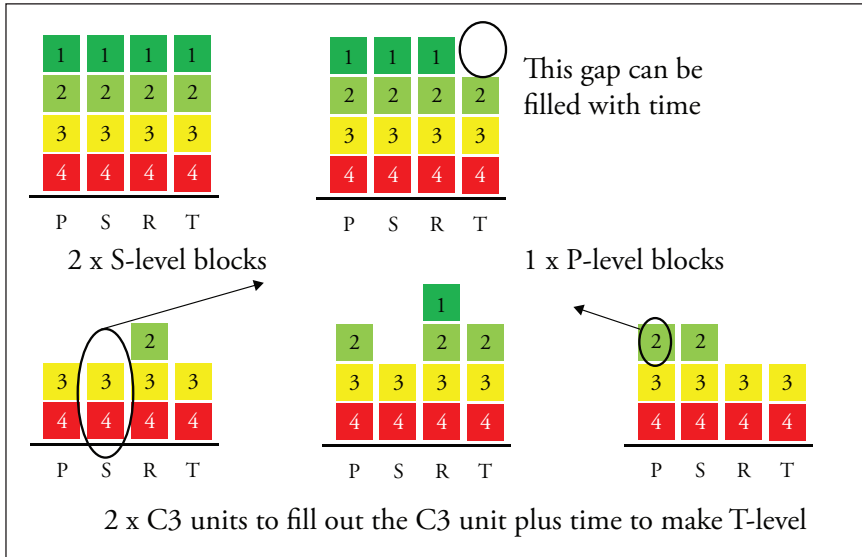 1 1 1 1
2 2 2 2
3 3 3 3
4 4 4 4
P S R T
1 1 1
2 2 2 2
3 3 3 3
4 4 4 4
P S R T
This gap can be
filled with time
2 x S-level blocks
1 x P-level blocks
2
3 3 3 3
4 4 4 4
P S R T
1
2 2 2
3 3 3 3
4 4 4 4
P S R T
2 2
3 3 3 3
4 4 4 4
P S R T
2 x C3 units to fill out the C3 unit plus time to make T-level